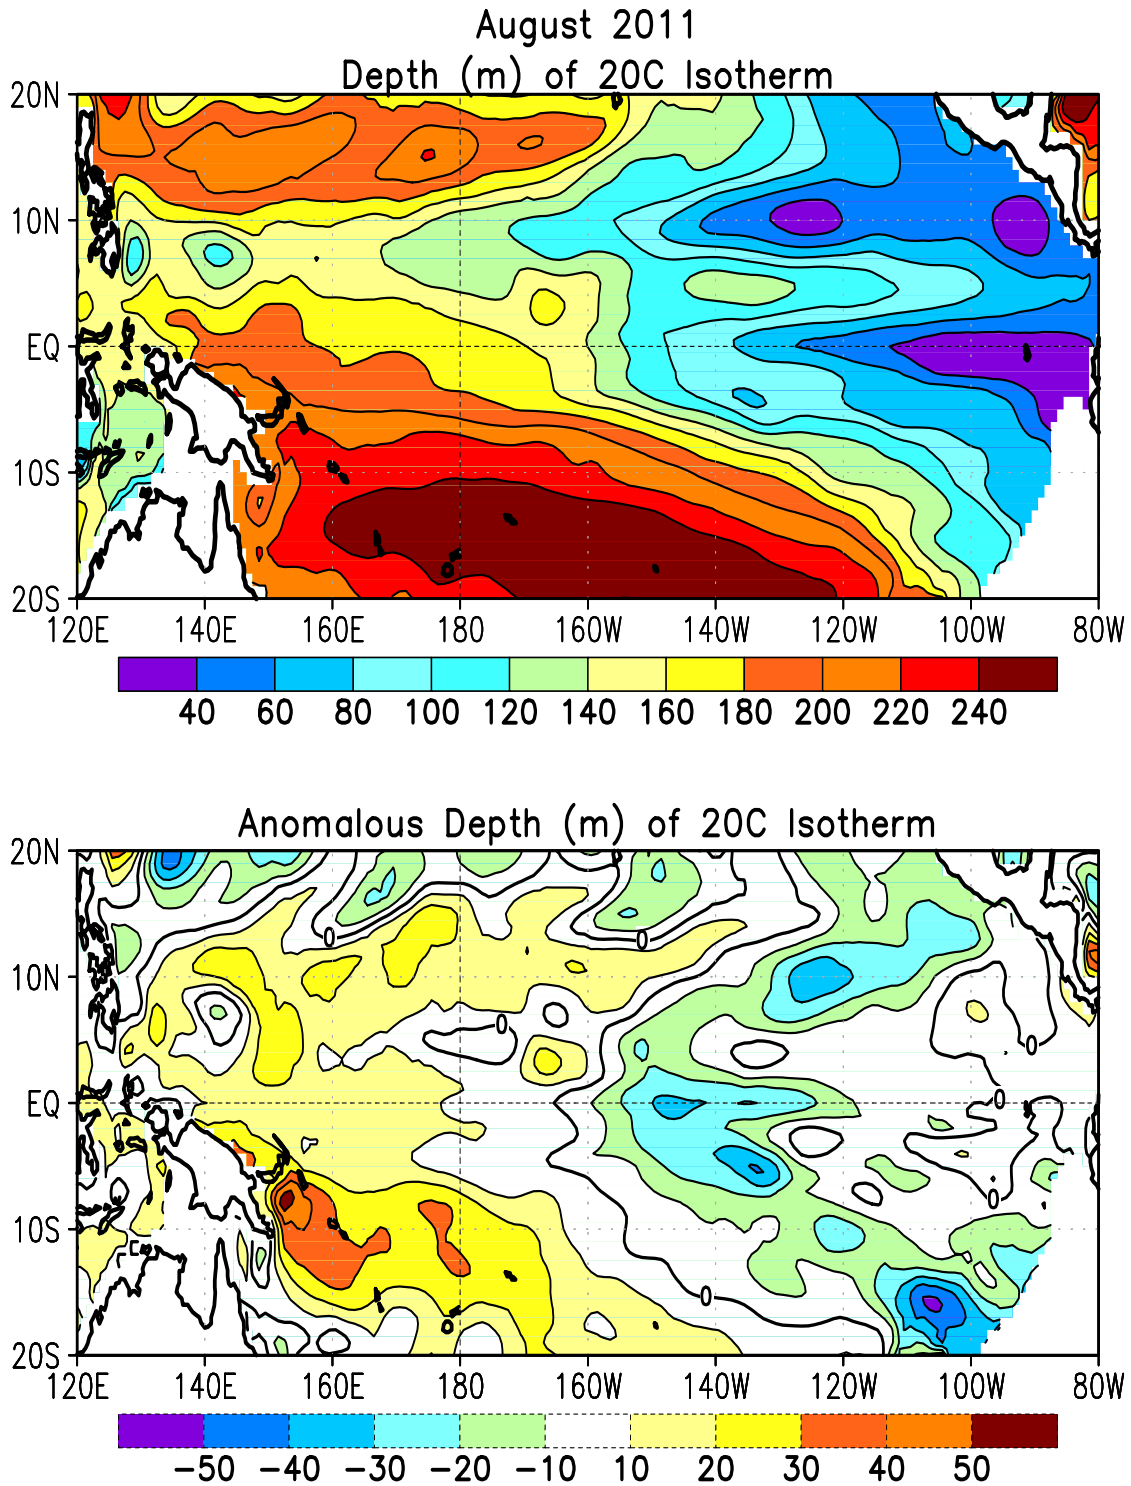 August 2011
Depth (m) of 20C Isotherm
20N
10N
EQ
10S
20S
120E 140E 160E 180 160W 140W 120W 100W 80W
40 60 80 100 120 140 160 180 200 220 240
Anomalous Depth (m) of 20C Isotherm
20N
0 0
10N
0 0
EQ
0
0
10S
0
20S
120E 140E 160E 180 160W 140W 120W 100W 80W
−50 −40 −30 −20 −10 10 20 30 40 50